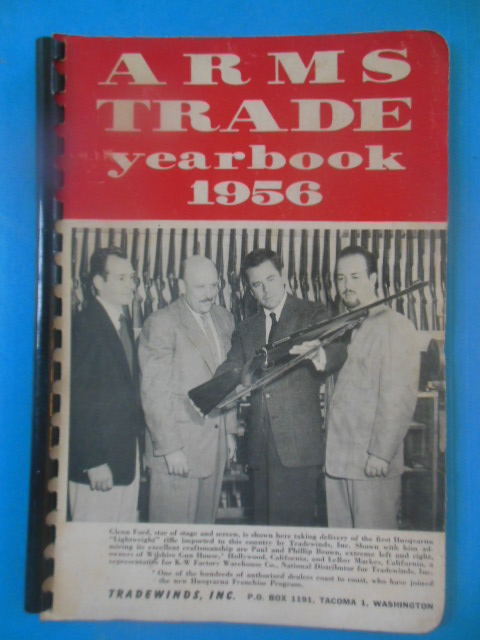 ARMS
TRADE
yearbook
1956
Glenn Ford, star of stage and screen, is shown here taking delivery of the first Husqvarna
"Lightweight" rifle imported to this country by Tradewinds, Inc. Shown with him ad-
miring its excellent craftsmanship are Paul and Phillip Brown, extreme left and right,
owners of Wilshire Gun House,* Hollywood, California, and LeRoy Market, California, a
representative for K-W Factory Warehouse Co., National Distributor for Tradewinds, Inc.
* One of the hundreds of authorized dealers coast to coast, who have joined
the new Husqvarna Franchise Program.
TRADEWINDS, INC. P.O. BOX 1191, TACOMA 1, WASHINGTON